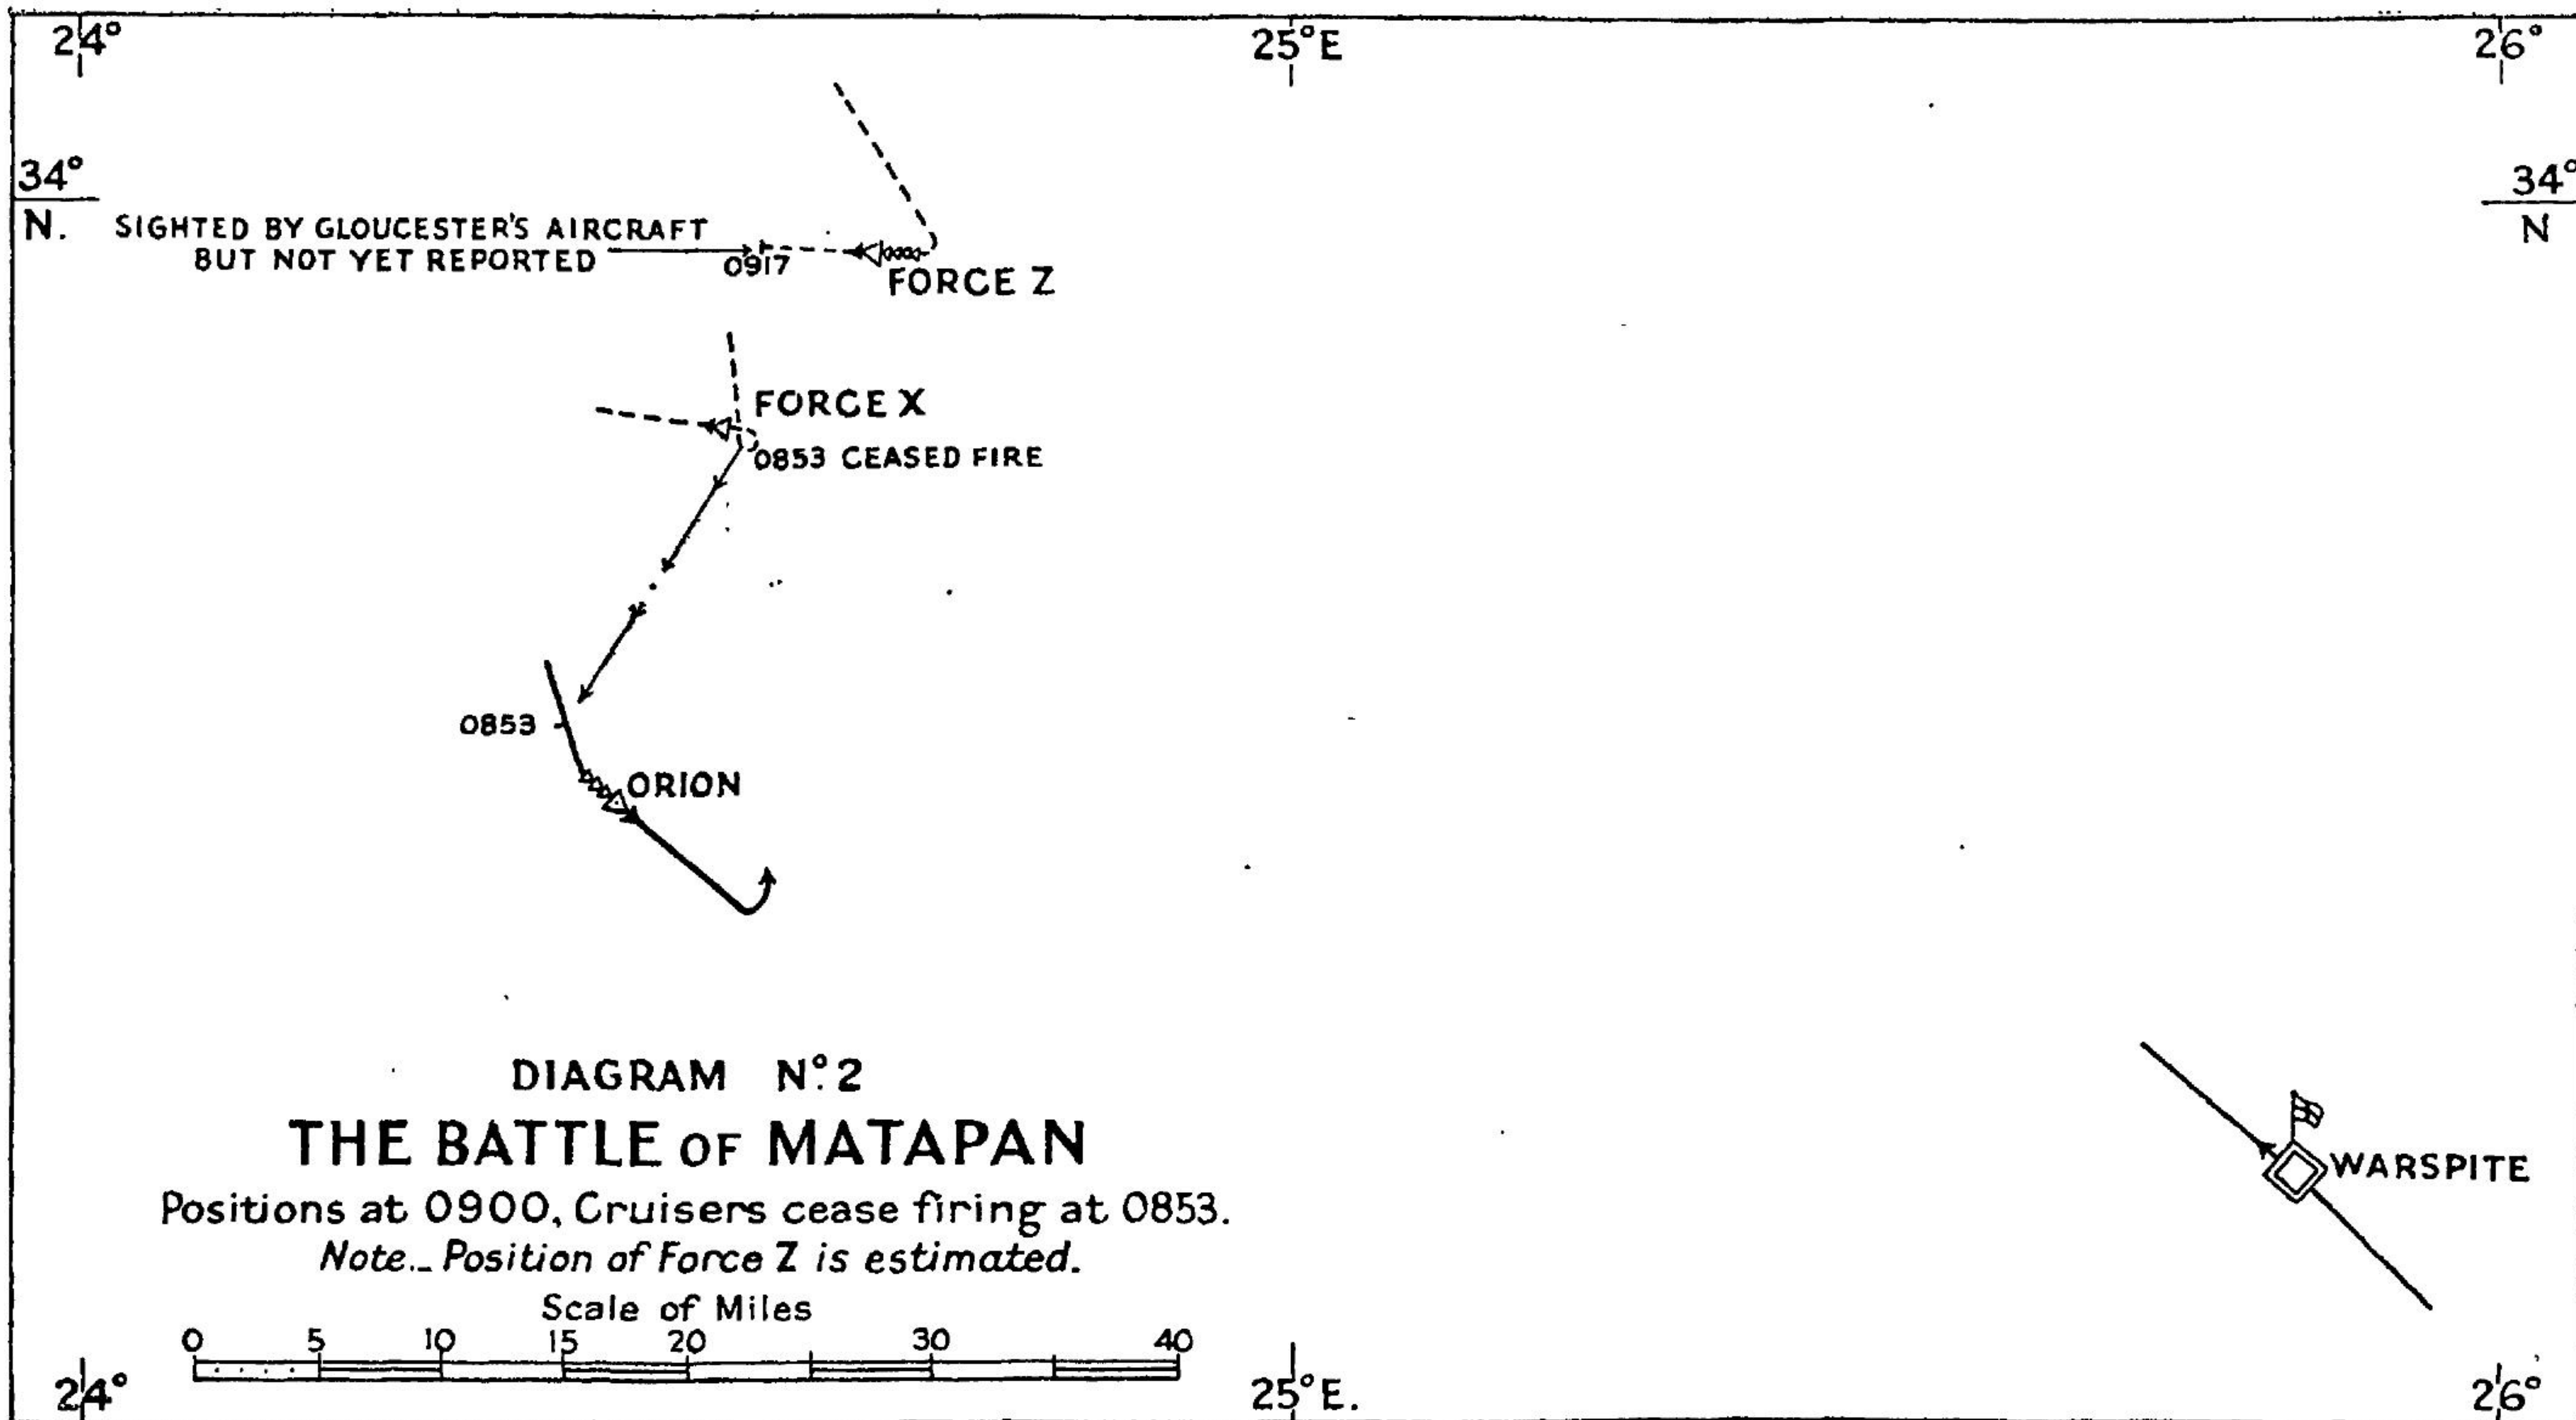 24°
25°E
26°
34°
N.
34°
N
SIGHTED BY GLOUCESTER'S AIRCRAFT
BUT NOT YET REPORTED
0917
FORCE Z
FORCE X
0853 CEASED FIRE
0853
ORION
DIAGRAM Nº. 2
THE BATTLE OF MATAPAN
Positions at 0900, Cruisers cease firing at 0853.
Note._ Position of Force Z is estimated.
WARSPITE
Scale of Miles
0 5 10 15 20 30 40
24°
25°E.
26°